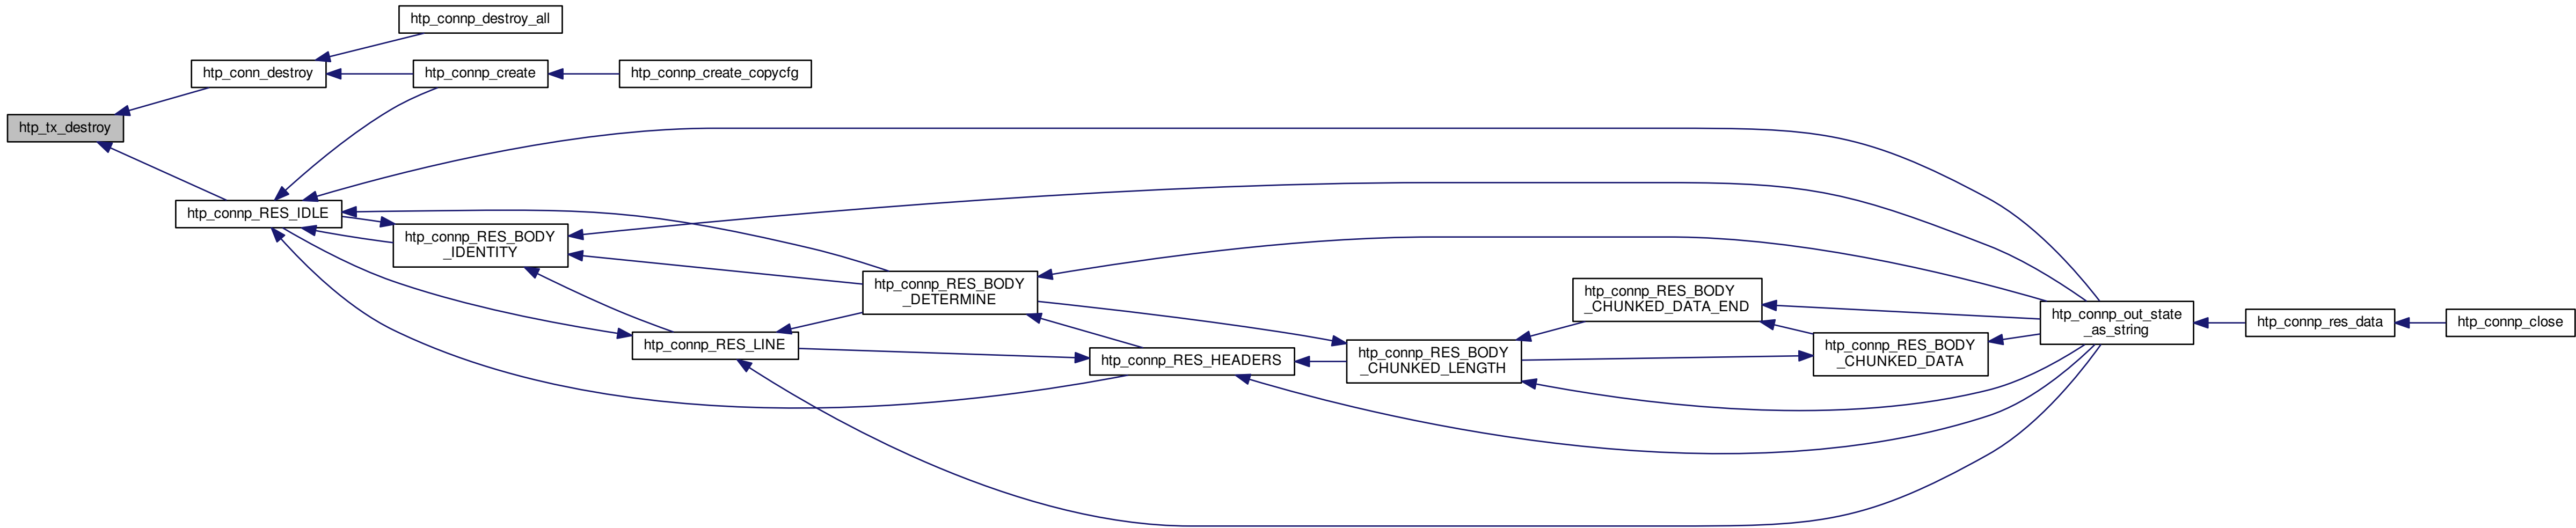 htp_connp_destroy_all
htp_conn_destroy
htp_connp_create
htp_connp_create_copycfg
htp_tx_destroy
htp_connp_RES_IDLE
htp_connp_RES_BODY
_IDENTITY
htp_connp_RES_LINE
htp_connp_RES_BODY
_DETERMINE
htp_connp_RES_HEADERS
htp_connp_RES_BODY
_CHUNKED_LENGTH
htp_connp_RES_BODY
_CHUNKED_DATA_END
htp_connp_RES_BODY
_CHUNKED_DATA
htp_connp_out_state
_as_string
htp_connp_res_data
htp_connp_close